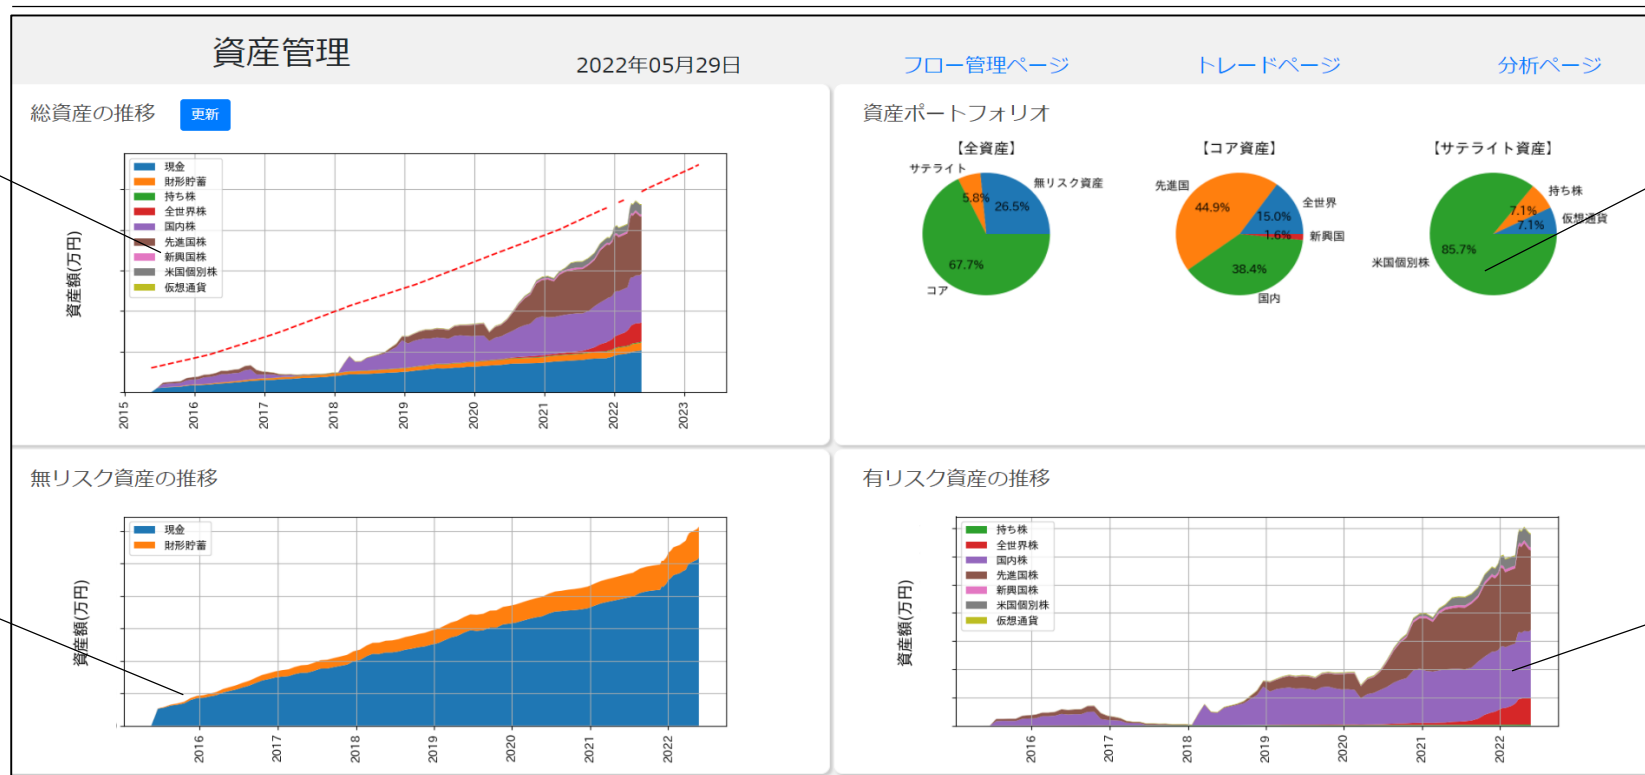 資産管理
2022年05月29日
フロー管理ページ
トレードページ
分析ページ
総資産の推移
更新
現金
財形貯蓄
持ち株
全世界株
国内株
先進国株
新興国株
米国個別株
仮想通貨
資産額(万円)
2015
2016
2017
2018
2019
2020
2021
2022
2023
資産ポートフォリオ
【全資産】
サテライト
無リスク資産
5.8%
26.5%
67.7%
コア
【コア資産】
先進国
全世界
44.9%
15.0%
1.6%
新興国
38.4%
国内
【サテライト資産】
持ち株
7.1%
仮想通貨
7.1%
85.7%
米国個別株
無リスク資産の推移
現金
財形貯蓄
資産額(万円)
2016
2017
2018
2019
2020
2021
2022
有リスク資産の推移
持ち株
全世界株
国内株
先進国株
新興国株
米国個別株
仮想通貨
資産額(万円)
2016
2017
2018
2019
2020
2021
2022